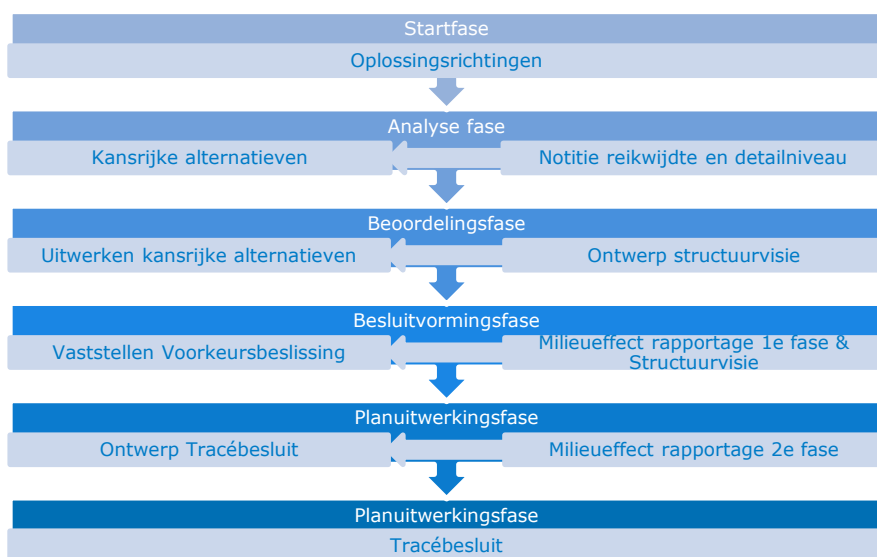 Startfase
Oplossingsrichtingen
Analyse fase
Kansrijke alternatieven
Notitie reikwijdte en detailniveau
Beoordelingsfase
Uitwerken kansrijke alternatieven
Ontwerp structuurvisie
Besluitvormingsfase
Vaststellen Voorkeursbeslissing
Milieueffect rapportage 1e fase &
Structuurvisie
Planuitwerkingsfase
Ontwerp Tracébesluit
Milieueffect rapportage 2e fase
Planuitwerkingsfase
Tracébesluit